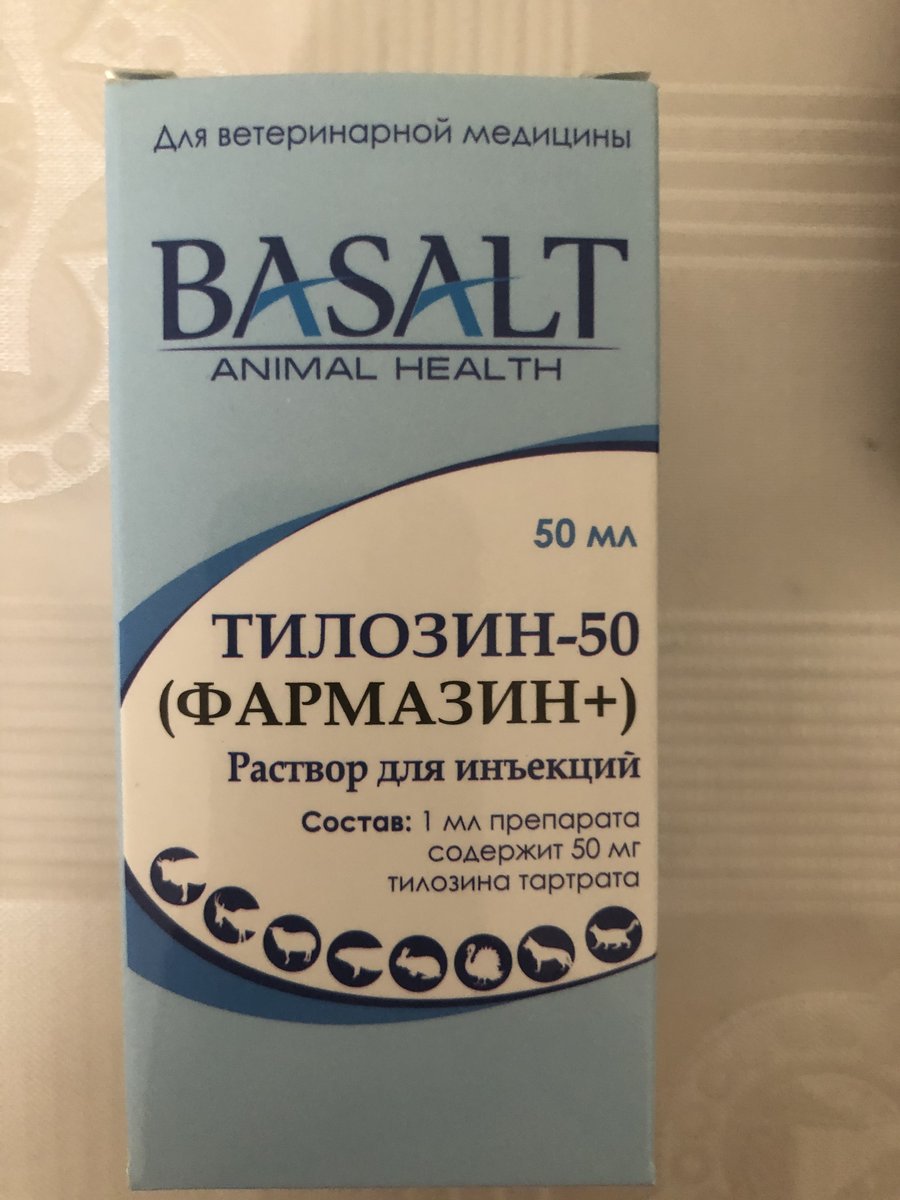 Для ветеринарной медицины
BASALT
ANIMAL HEALTH
50 мл
ТИЛОЗИН-50
(ФАРМАЗИН+)
Раствор для инъекций
Состав: 1 мл препарата
содержит 50 мг
тилозина тартрата